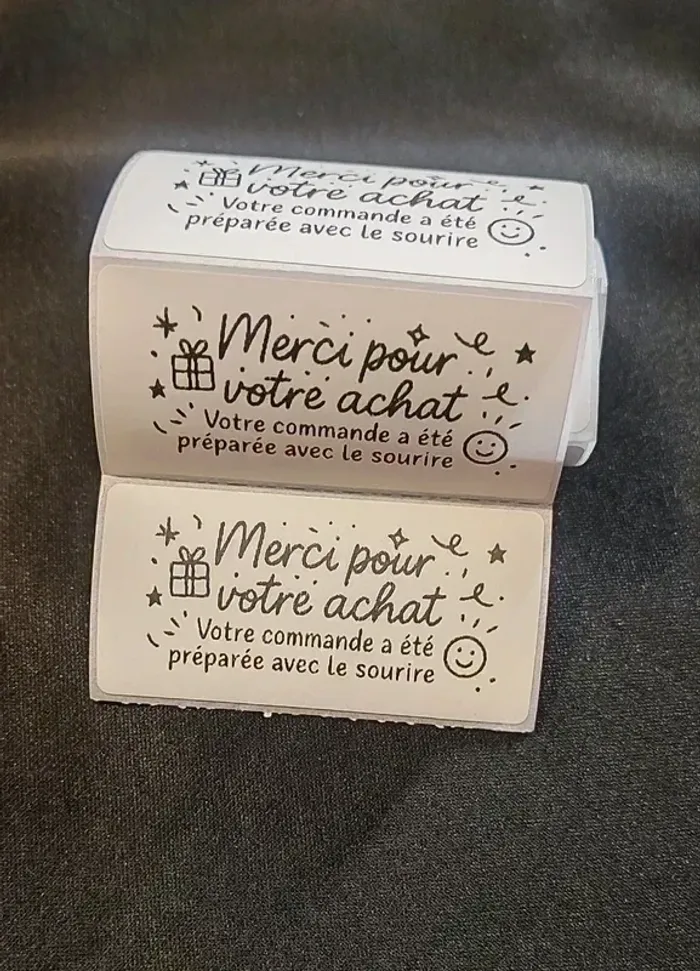 Merci pour
votre achat
Votre commande a été
préparée avec le sourire
Merci pour
votre achat
Votre commande a été
préparée avec le sourire
Merci pour
votre achat
Votre commande a été
préparée avec le sourire